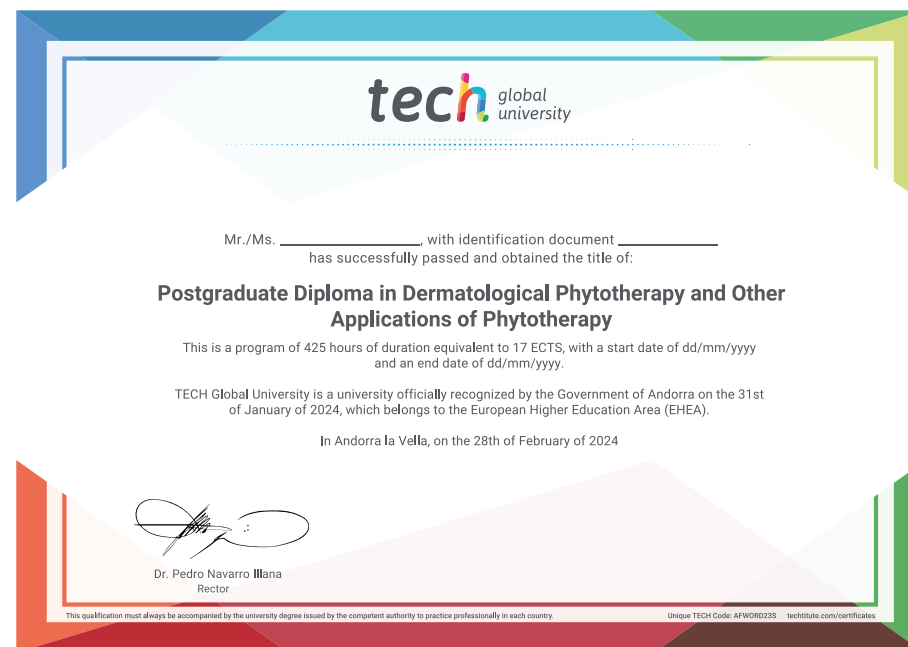 tech global university
Mr./Ms. ____________________, with identification document ______________
has successfully passed and obtained the title of:
Postgraduate Diploma in Dermatological Phytotherapy and Other
Applications of Phytotherapy
This is a program of 425 hours of duration equivalent to 17 ECTS, with a start date of dd/mm/yyyy
and an end date of dd/mm/yyyy.
TECH Global University is a university officially recognized by the Government of Andorra on the 31st
of January of 2024, which belongs to the European Higher Education Area (EHEA).
In Andorra la Vella, on the 28th of February of 2024
Dr. Pedro Navarro Illana
Rector
This qualification must always be accompanied by the university degree issued by the competent authority to practice professionally in each country.
Unique TECH Code: AFWORD23S techtitute.com/certificates